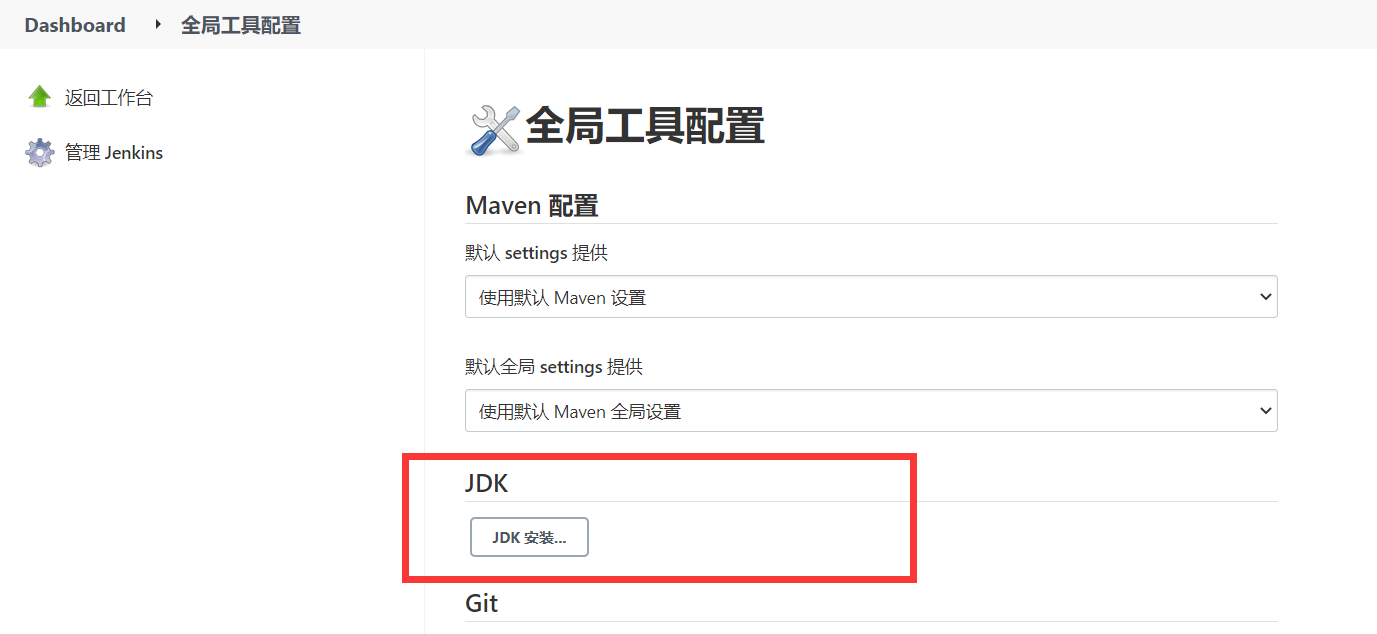 Dashboard 全局工具配置
返回工作台
管理 Jenkins
全局工具配置
Maven 配置
默认 settings 提供
使用默认 Maven 设置
默认全局 settings 提供
使用默认 Maven 全局设置
JDK
JDK 安装...
Git